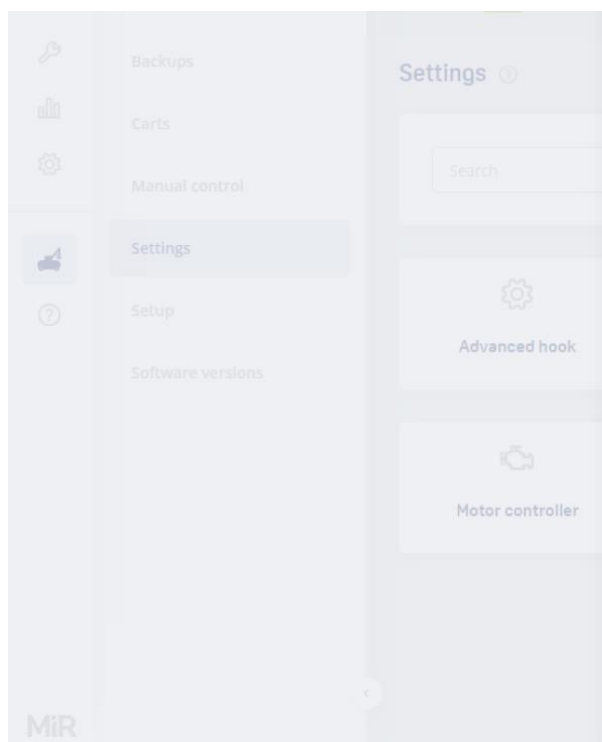 Backups
Carts
Manual control
Settings
Setup
Software versions
MiR
Settings ?
Search
Advanced hook
Motor controller